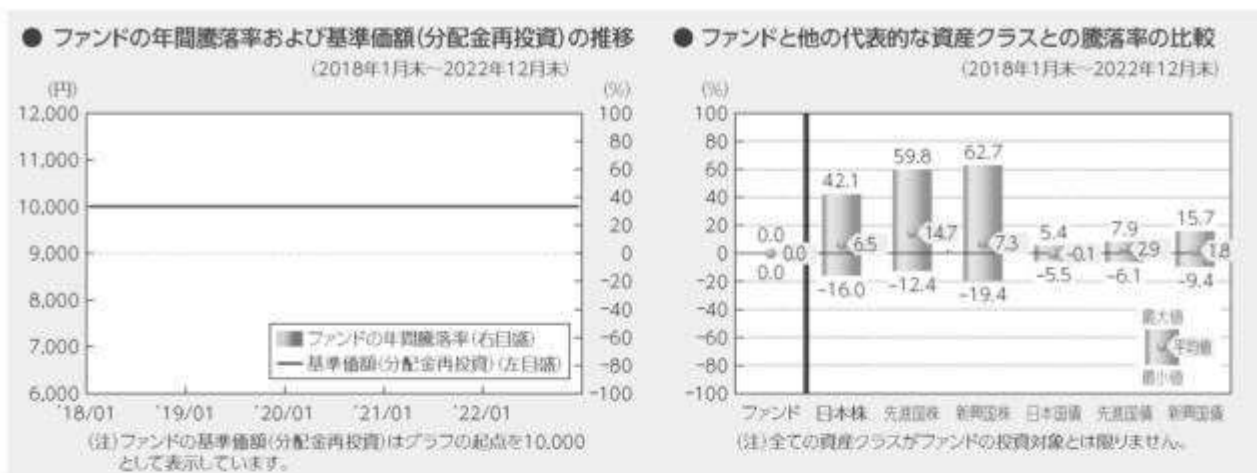 ● ファンドの年間騰落率および基準価額(分配金再投資)の推移
(2018年1月末～2022年12月末)
(円)
(%)
12,000
11,000
10,000
9,000
8,000
7,000
6,000
100
80
60
40
20
0
-20
-40
-60
-80
-100
ファンドの年間騰落率(右目盛)
基準価額(分配金再投資)(左目盛)
'18/01 '19/01 '20/01 '21/01 '22/01
(注)ファンドの基準価額(分配金再投資)はグラフの起点を10,000
として表示しています。
● ファンドと他の代表的な資産クラスとの騰落率の比較
(2018年1月末～2022年12月末)
(%)
100
80
60
40
20
0
-20
-40
-60
-80
-100
0.0 42.1 59.8 62.7 5.4 7.9 15.7
0.0 6.5 14.7 7.3 -0.1 2.9 1.8
0.0 -16.0 -12.4 -19.4 -5.5 -6.1 -9.4
最大値
平均値
最小値
ファンド 日本株 先進国株 新興国株 日本国債 先進国債 新興国債
(注)全ての資産クラスがファンドの投資対象とは限りません。